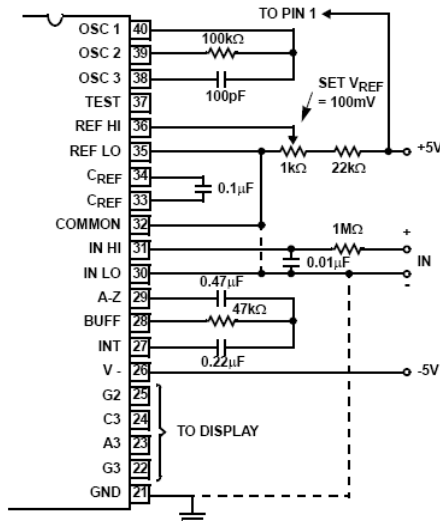 TO PIN 1
OSC 1 40
100kΩ
OSC 2 39
OSC 3 38
100pF
SET VREF
= 100mV
TEST 37
REF HI 36
REF LO 35
+5V
1kΩ 22kΩ
CREF 34
0.1µF
CREF 33
COMMON 32
1MΩ
IN HI 31
+
0.01µF
IN
IN LO 30
-
0.47µF
A-Z 29
47kΩ
BUFF 28
INT 27
0.22µF
V - 26
-5V
G2 25
C3 24
TO DISPLAY
A3 23
G3 22
GND 21